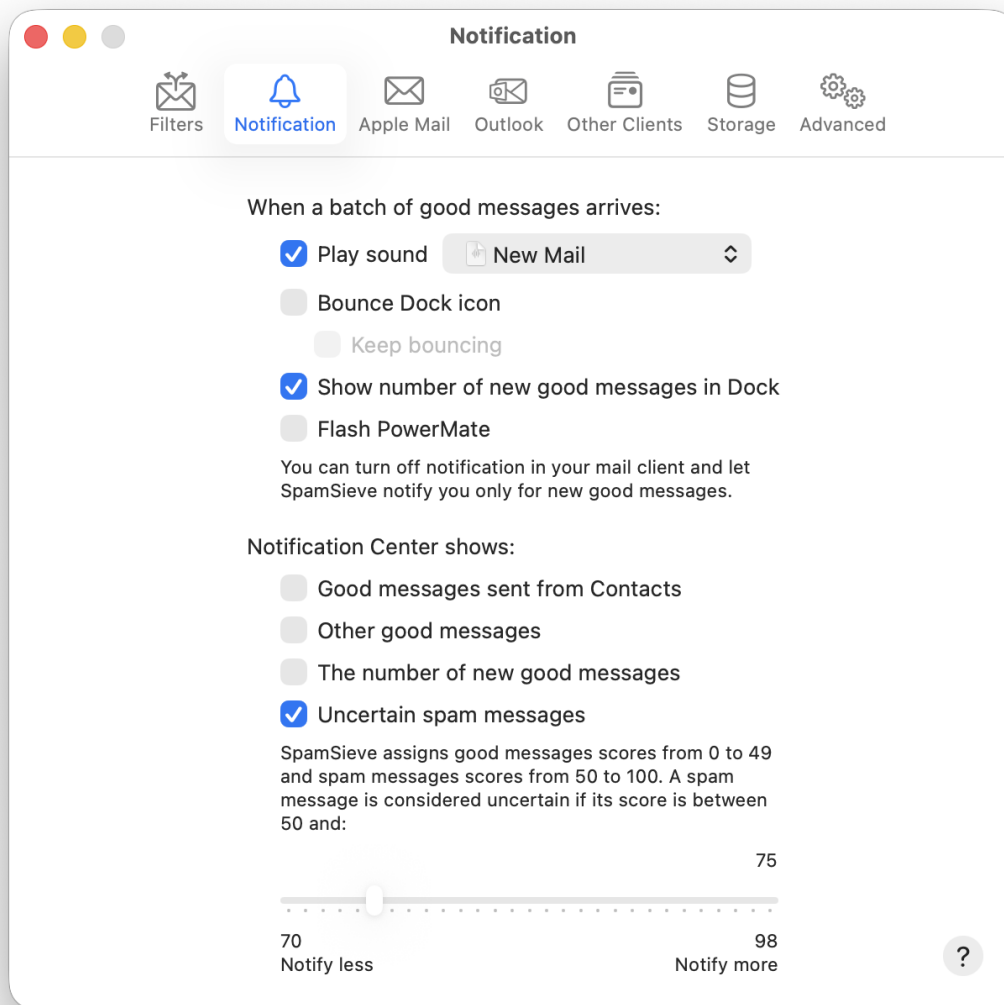 Notification
Filters
Notification
Apple Mail
Outlook
Other Clients
Storage
Advanced
When a batch of good messages arrives:
Play sound
New Mail
Bounce Dock icon
Keep bouncing
Show number of new good messages in Dock
Flash PowerMate
You can turn off notification in your mail client and let
SpamSieve notify you only for new good messages.
Notification Center shows:
Good messages sent from Contacts
Other good messages
The number of new good messages
Uncertain spam messages
SpamSieve assigns good messages scores from 0 to 49
and spam messages scores from 50 to 100. A spam
message is considered uncertain if its score is between
50 and:
75
70
98
Notify less
Notify more
?